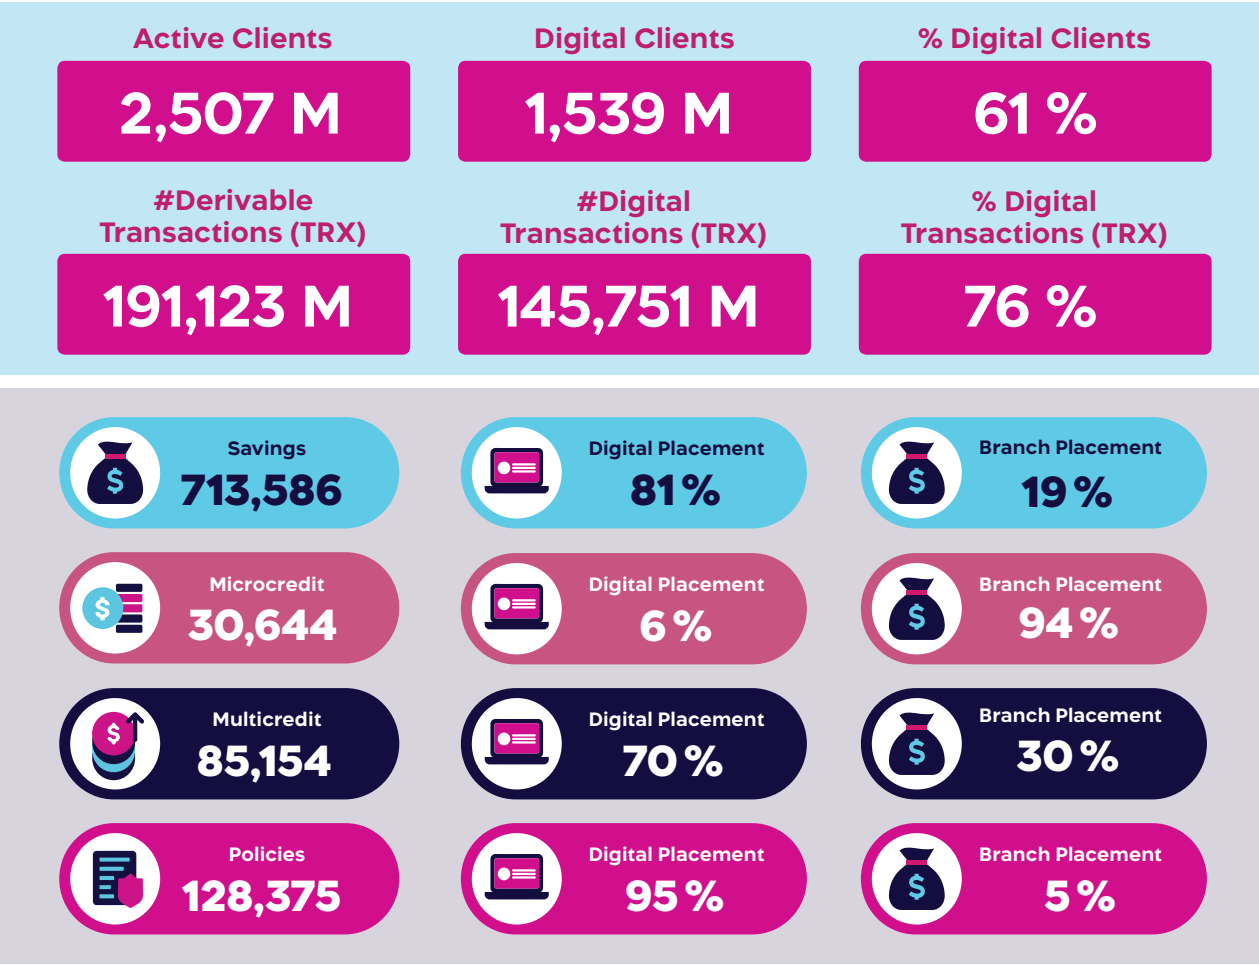 Active Clients
Digital Clients
% Digital Clients
2,507 M
1,539 M
61 %
#Derivable
Transactions (TRX)
#Digital
Transactions (TRX)
% Digital
Transactions (TRX)
191,123 M
145,751 M
76 %
Savings
713,586
Digital Placement
81 %
Branch Placement
19 %
Microcredit
30,644
Digital Placement
6 %
Branch Placement
94 %
Multicredit
85,154
Digital Placement
70 %
Branch Placement
30 %
Policies
128,375
Digital Placement
95 %
Branch Placement
5 %